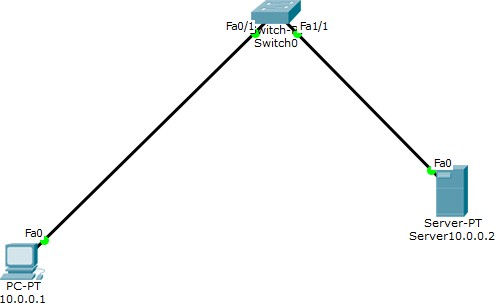 Fa0/1
Fa1/1
Switch0
Fa0
Server-PT
Server10.0.0.2
Fa0
PC-PT
10.0.0.1